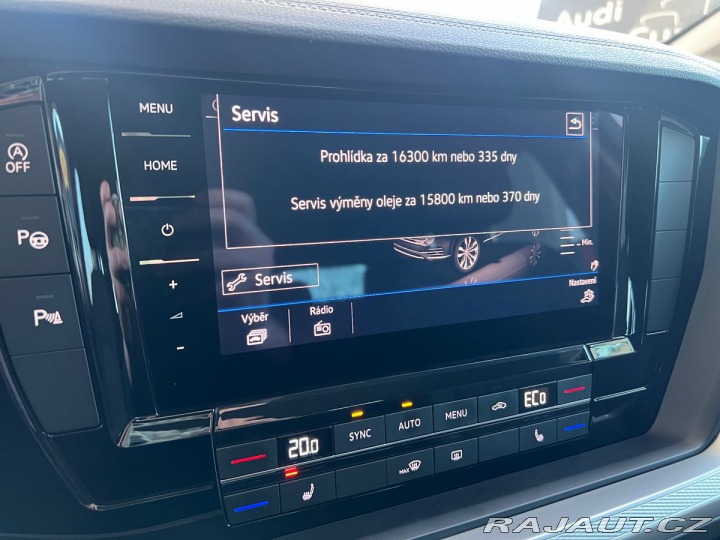 Audi
MENU
Servis
Prohlídka za 16300 km nebo 335 dny
HOME
Servis výměny oleje za 15800 km nebo 370 dny
OFF
P
Min.
+
Servis
Nastavení
P
Výběr
Rádio
-
SYNC
AUTO
MENU
ECo
20.0
MAX
RAJAUT.CZ